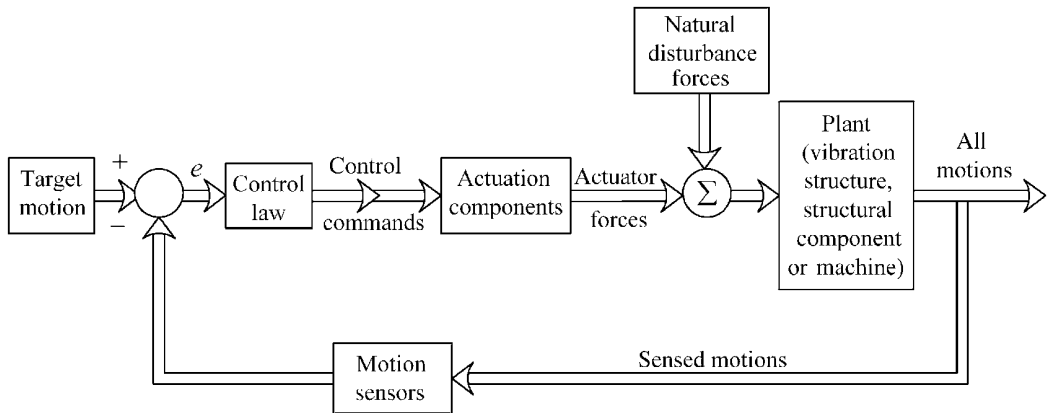 Natural
disturbance
forces
Target
motion
+
−
e
Control
law
Control
commands
Actuation
components
Actuator
forces
Σ
Plant
(vibration
structure,
structural
component
or machine)
All
motions
Motion
sensors
Sensed motions